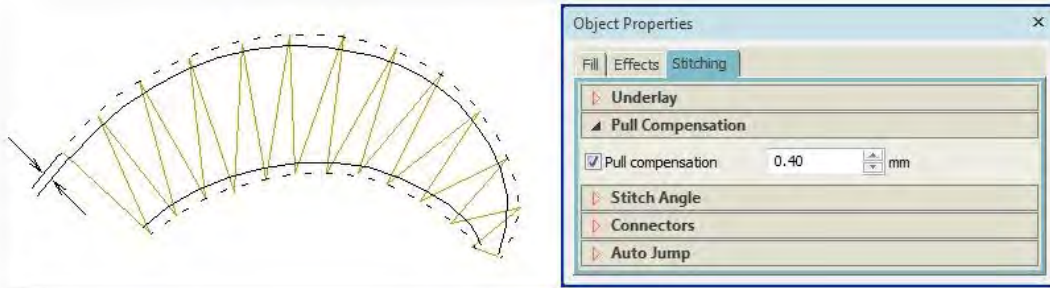 Object Properties
Fill Effects Stitching
Underlay
Pull Compensation
Pull compensation 0.40 mm
Stitch Angle
Connectors
Auto Jump